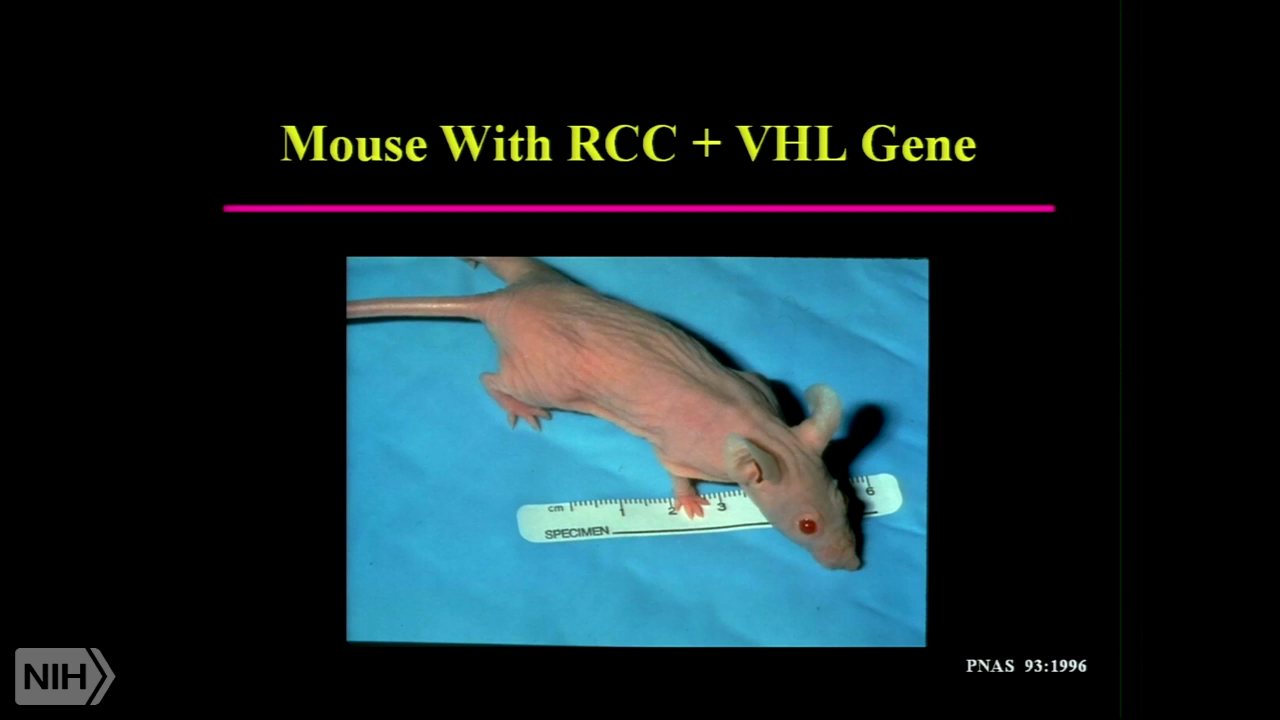 Mouse With RCC + VHL Gene
cm 1 2 3 6
SPECIMEN
PNAS 93:1996
NIH